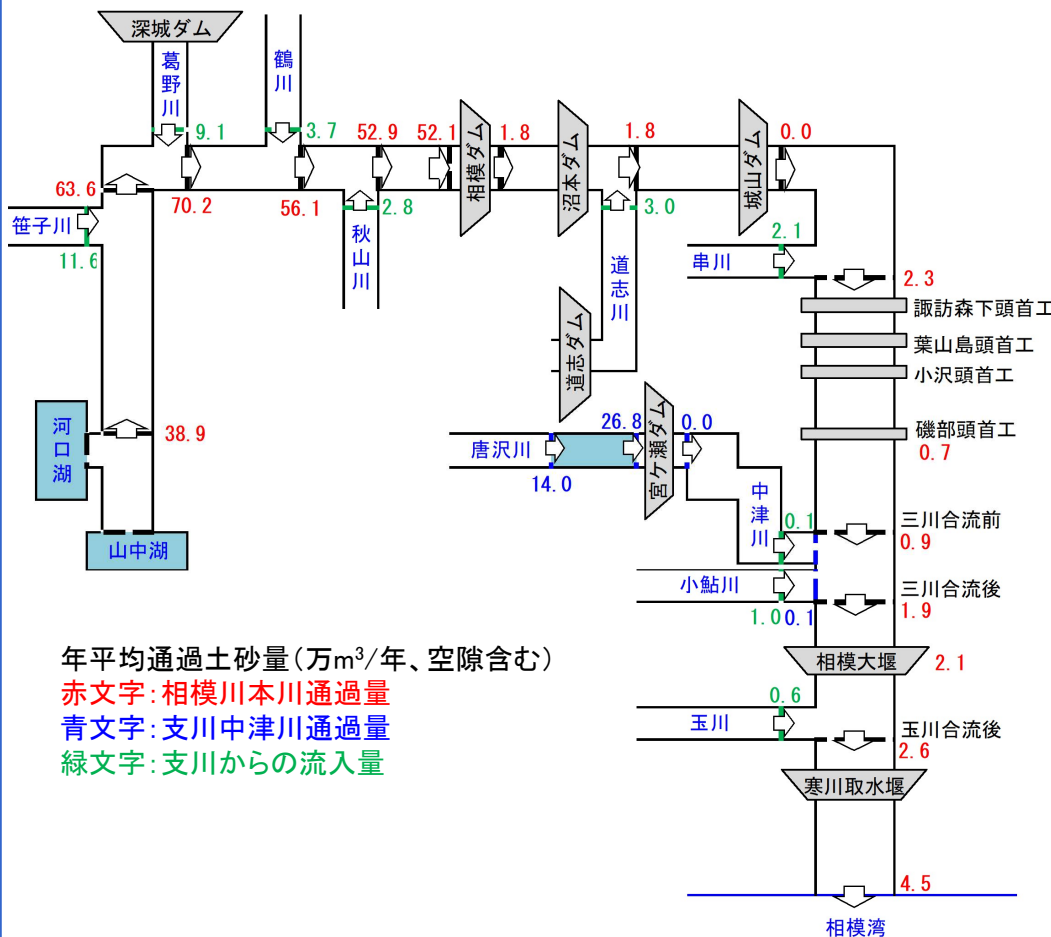 深城ダム
葛野川
鶴川
9.1
3.7
52.9
52.1
1.8
1.8
0.0
相模ダム
沼本ダム
城山ダム
63.6
70.2
56.1
2.8
3.0
笹子川
11.6
秋山川
道志川
2.1
串川
2.3
諏訪森下頭首工
葉山島頭首工
小沢頭首工
道志ダム
河口湖
38.9
26.8
0.0
磯部頭首工
0.7
唐沢川
14.0
宮ケ瀬ダム
中津川
山中湖
0.1
三川合流前
0.9
小鮎川
三川合流後
1.0
0.1
1.9
年平均通過土砂量(万m³/年、空隙含む)
相模大堰
2.1
赤文字:相模川本川通過量
0.6
青文字:支川中津川通過量
玉川
玉川合流後
2.6
緑文字:支川からの流入量
寒川取水堰
4.5
相模湾